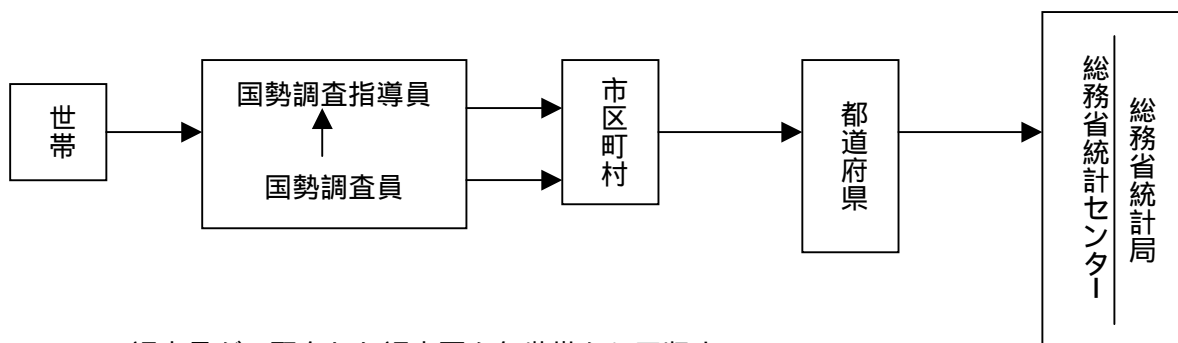 世帯
国勢調査指導員
国勢調査員
市区町村
都道府県
総務省統計局
総務省統計センター